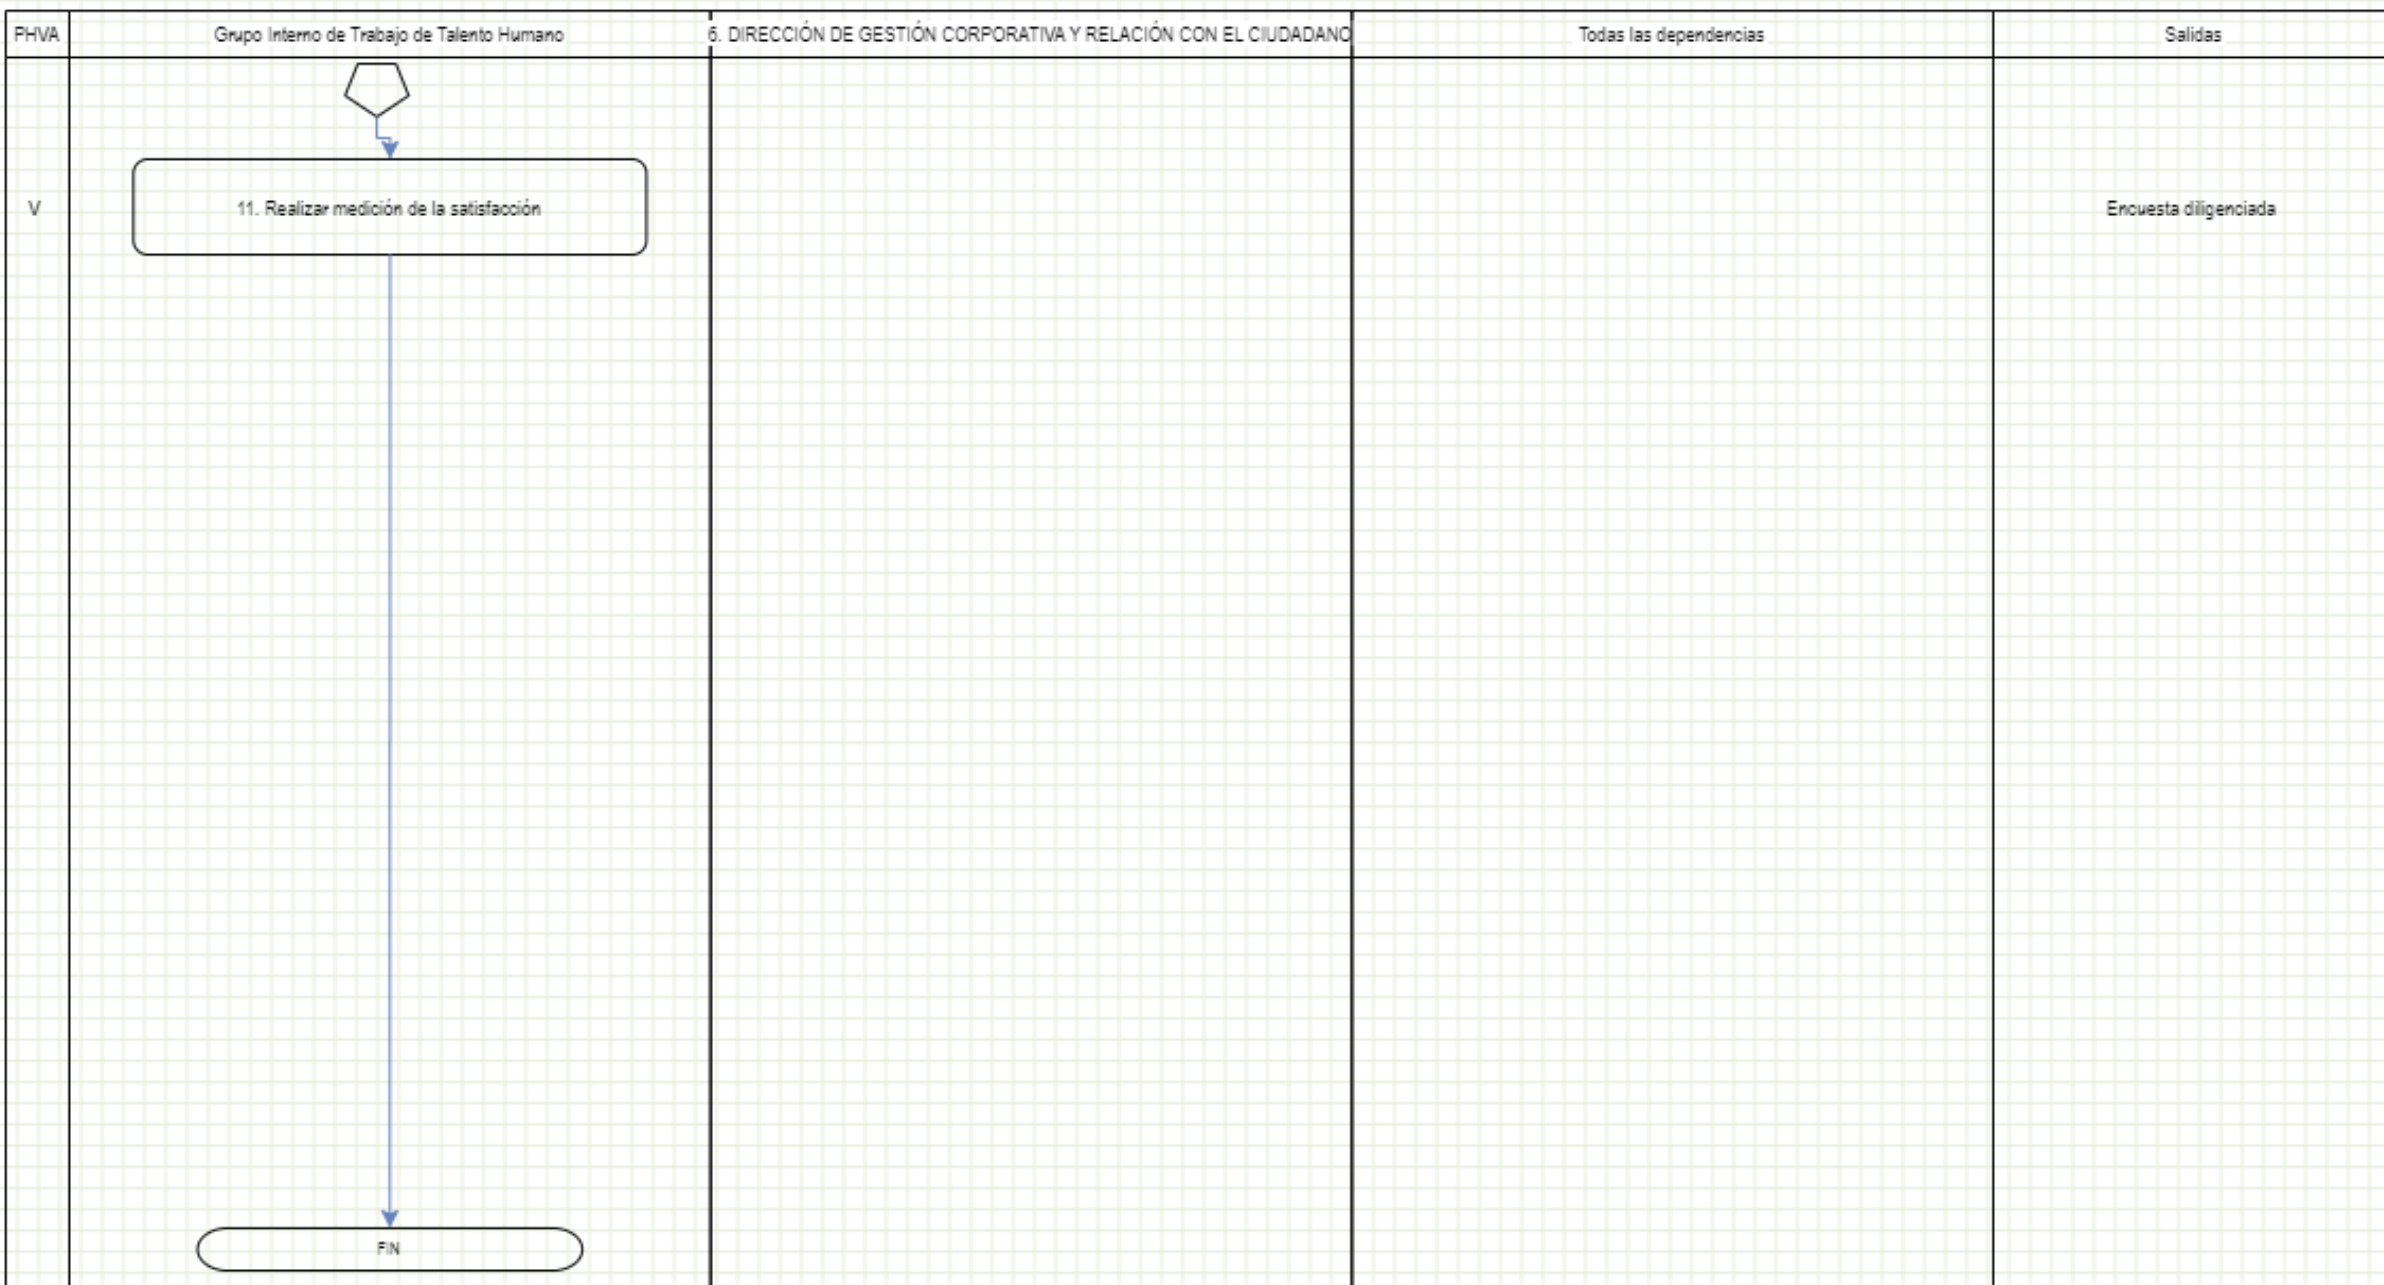 PHVA
Grupo Interno de Trabajo de Talento Humano
6. DIRECCIÓN DE GESTIÓN CORPORATIVA Y RELACIÓN CON EL CIUDADANO
Todas las dependencias
Salidas
V
11. Realizar medición de la satisfacción
Encuesta diligenciada
FIN